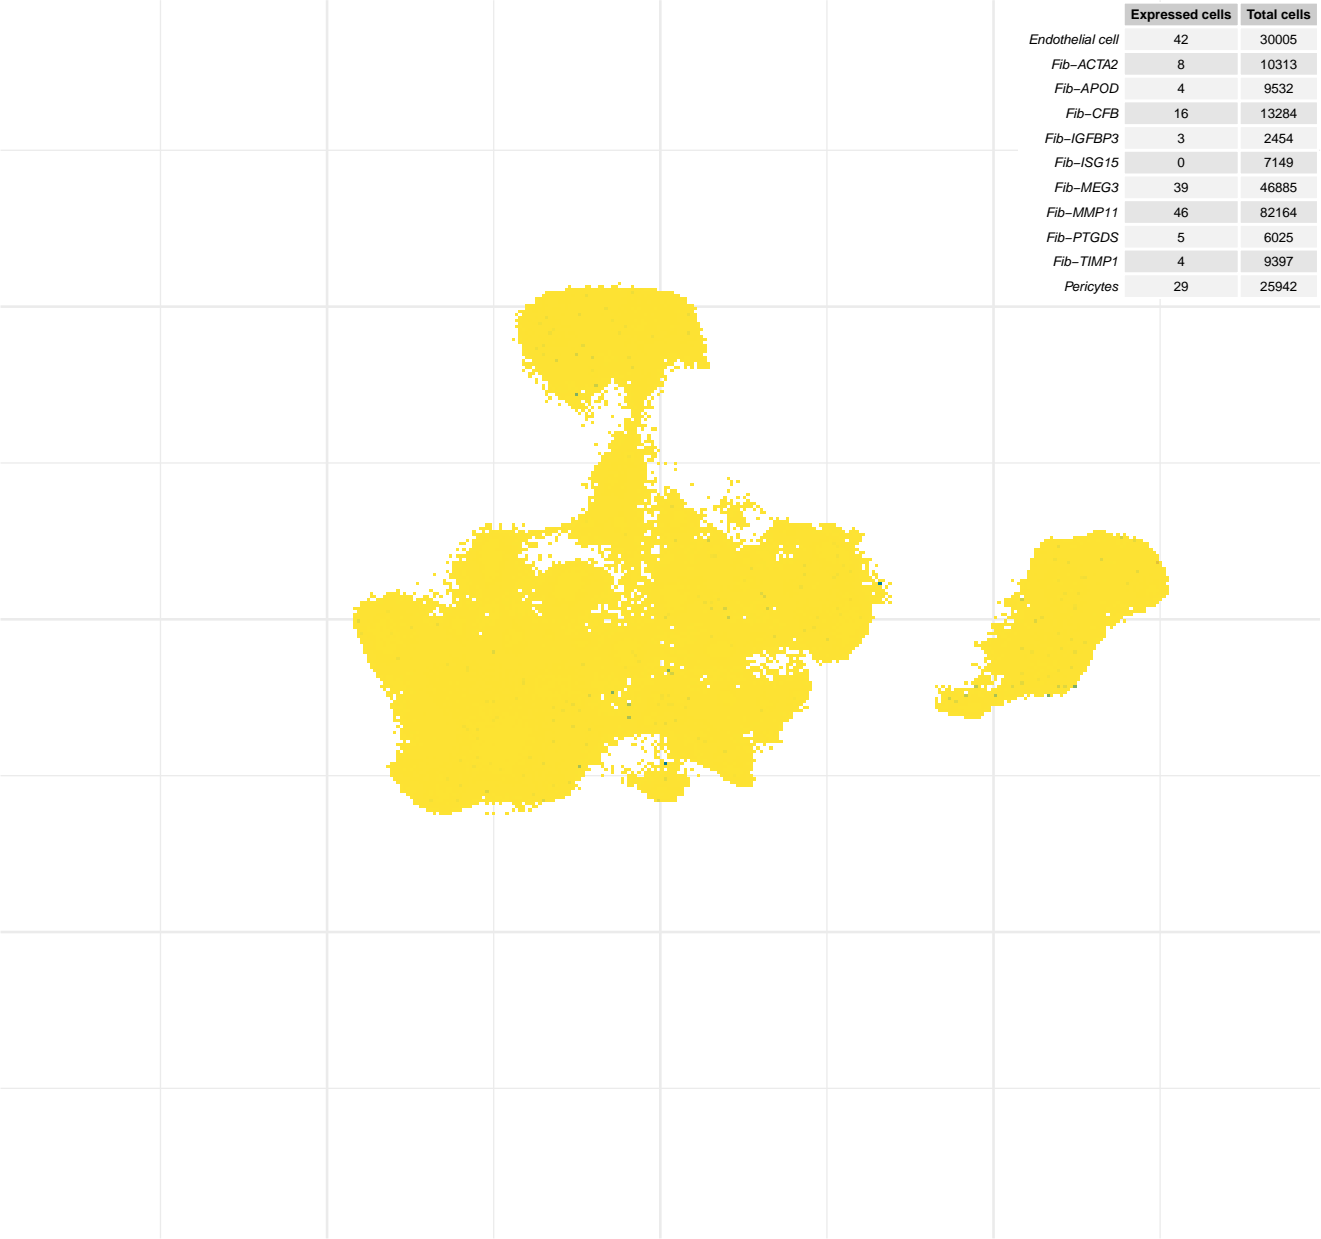 Expressed cells Total cells
Endothelial cell 42 30005
Fib−ACTA2 8 10313
Fib−APOD 4 9532
Fib−CFB 16 13284
Fib−IGFBP3 3 2454
Fib−ISG15 0 7149
Fib−MEG3 39 46885
Fib−MMP11 46 82164
Fib−PTGDS 5 6025
Fib−TIMP1 4 9397
Pericytes 29 25942